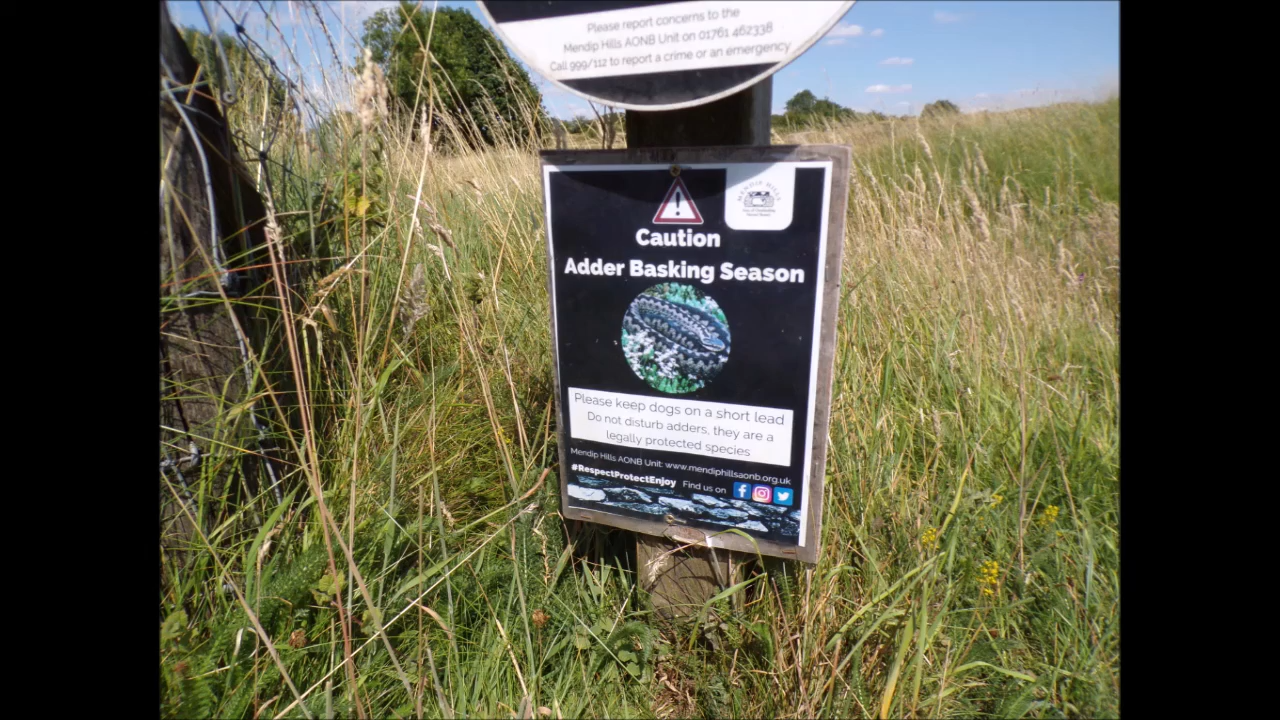 Please report concerns to the
Mendip Hills AONB Unit on 01761 462338
Call 999/112 to report a crime or an emergency
MENDIP HILLS
Caution
Adder Basking Season
Please keep dogs on a short lead
Do not disturb adders, they are a
legally protected species
Mendip Hills AONB Unit: www.mendiphillsaonb.org.uk
#RespectProtectEnjoy Find us on